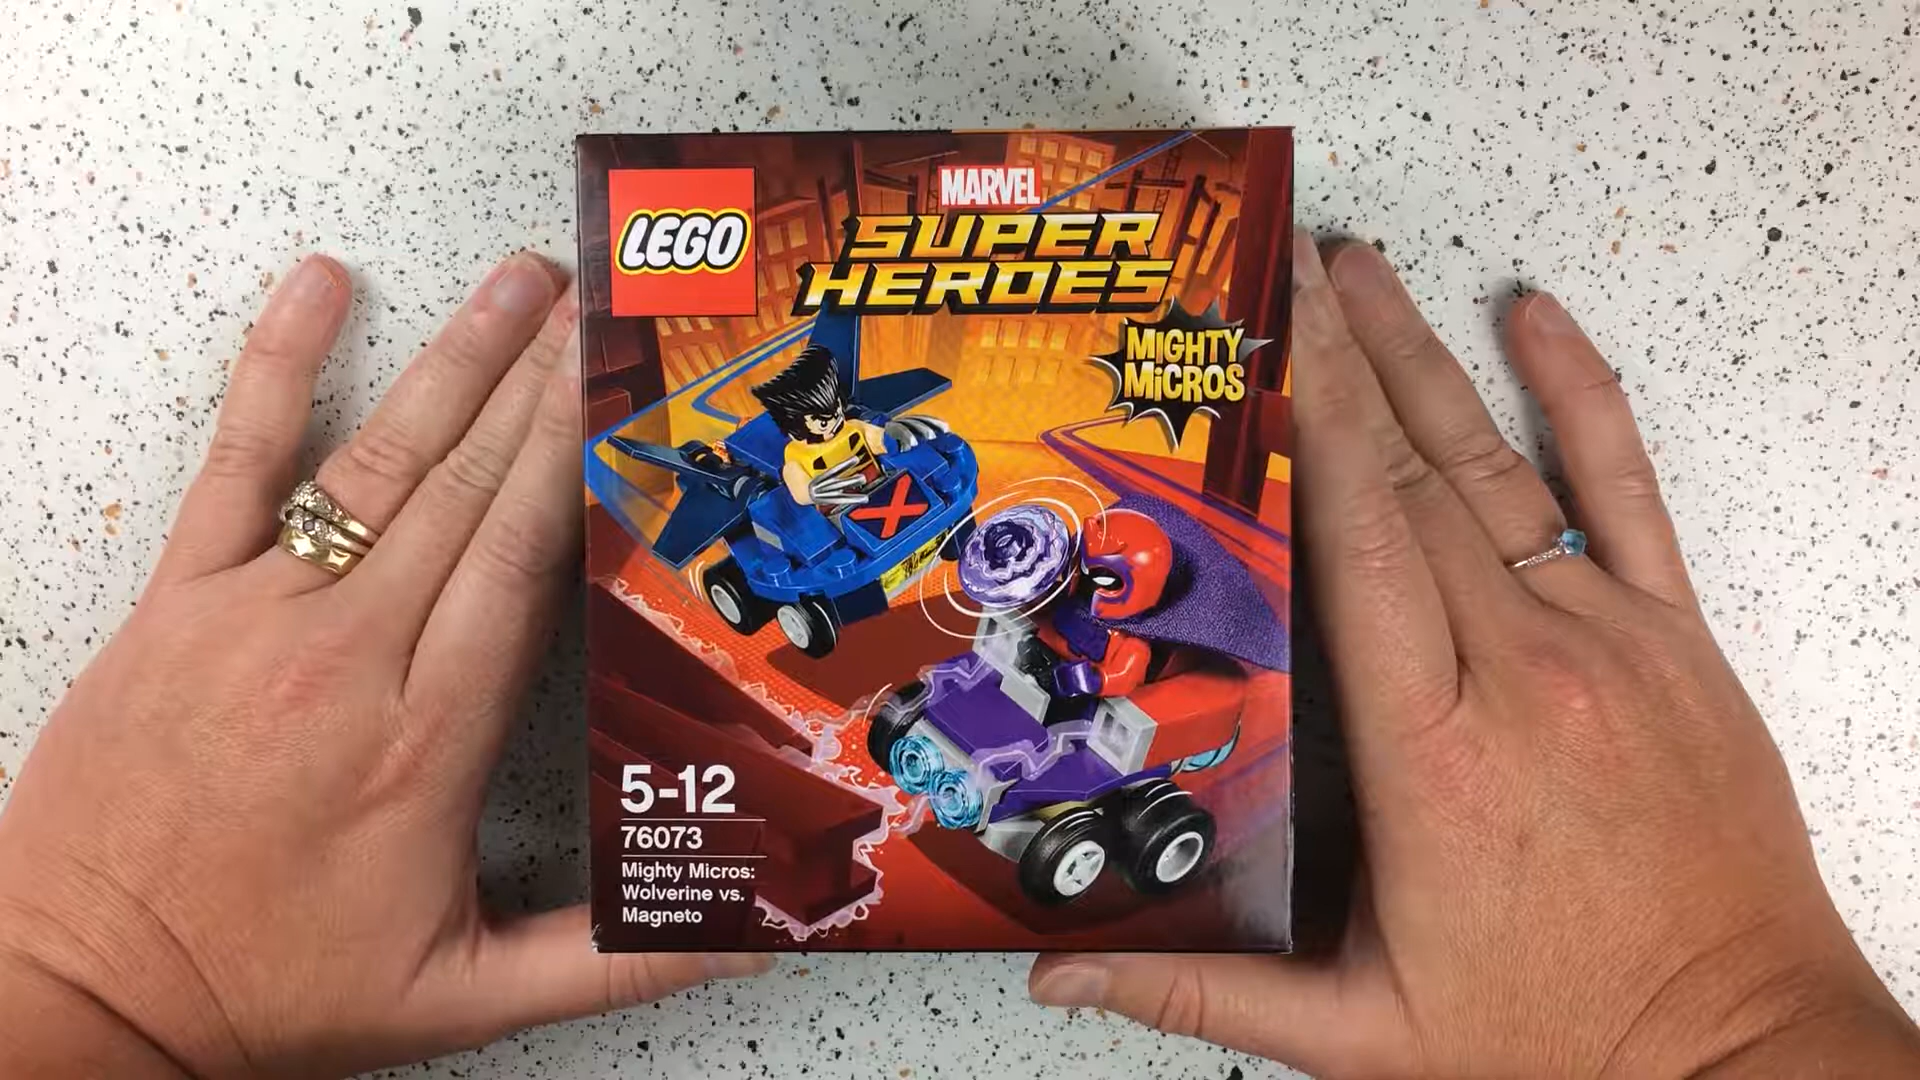 LEGO
MARVEL
SUPER
HEROES
MIGHTY
MICROS
5-12
76073
Mighty Micros:
Wolverine vs.
Magneto